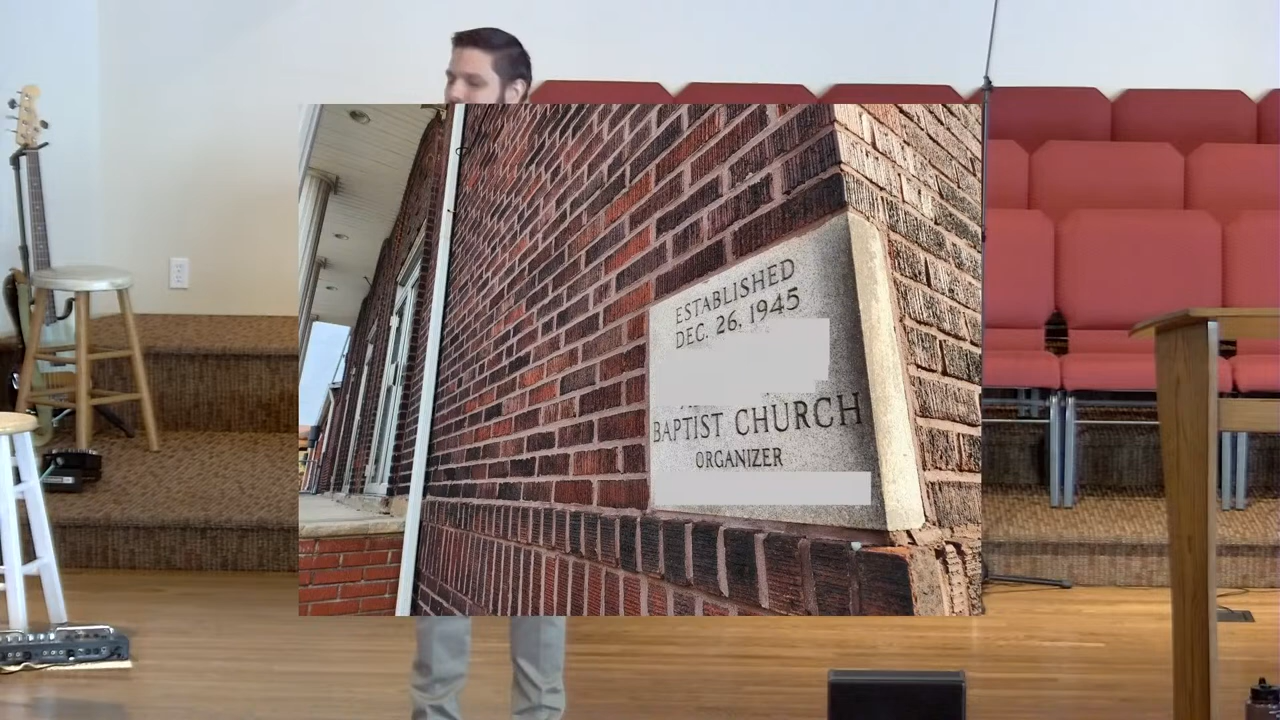 ESTABLISHED
DEC. 26, 1945
BAPTIST CHURCH
ORGANIZER